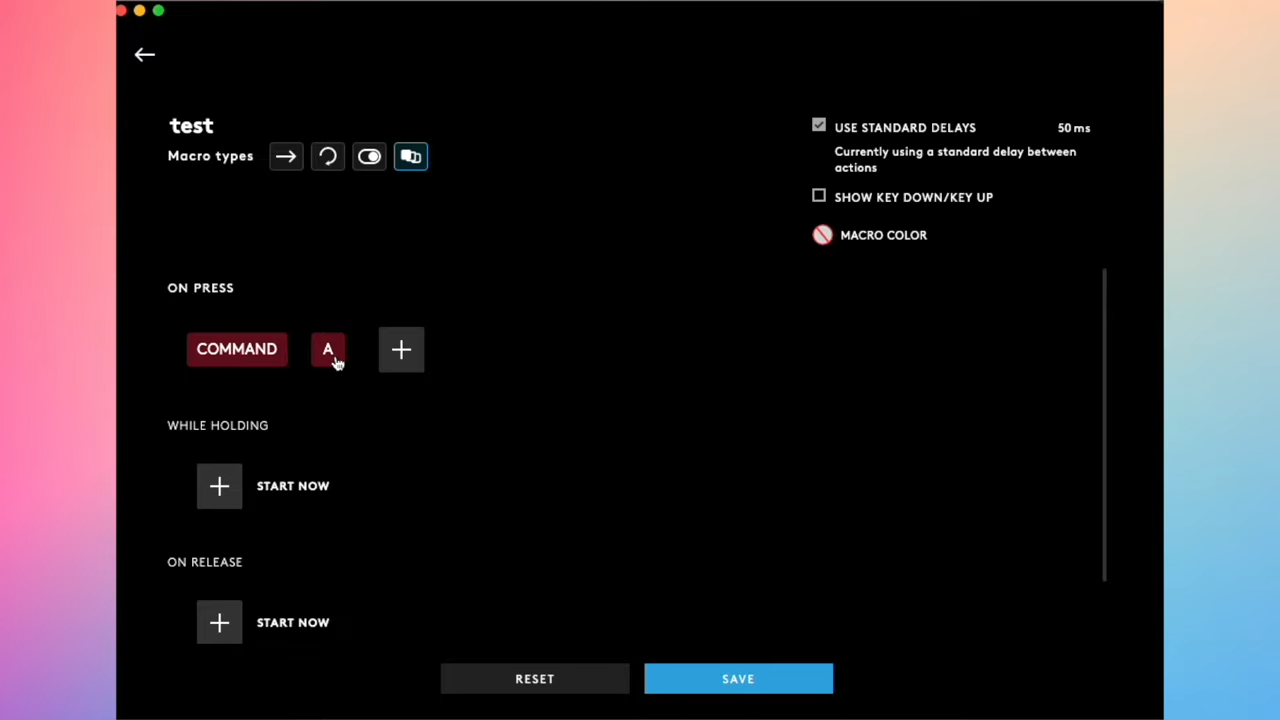 test
Macro types
USE STANDARD DELAYS 50 ms
Currently using a standard delay between
actions
SHOW KEY DOWN/KEY UP
MACRO COLOR
ON PRESS
COMMAND A
WHILE HOLDING
START NOW
ON RELEASE
START NOW
RESET SAVE